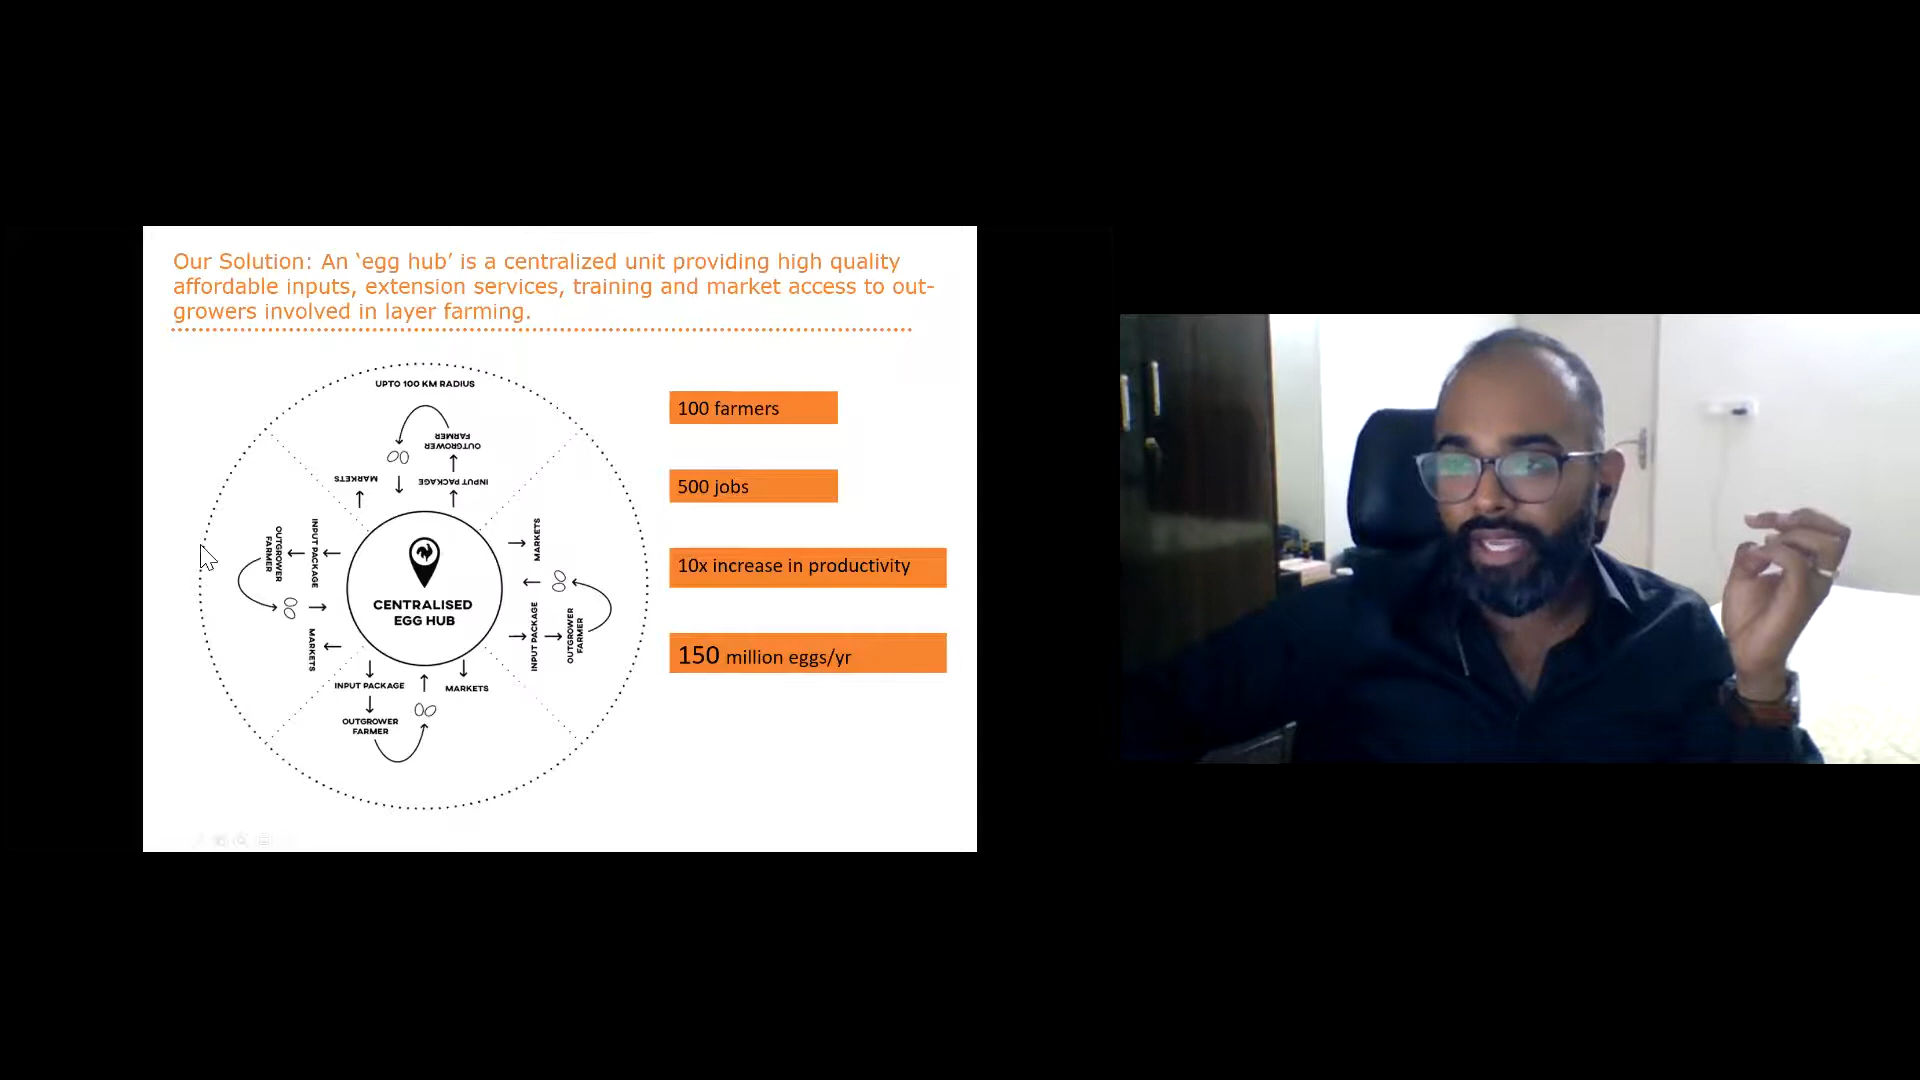 Our Solution: An ‘egg hub’ is a centralized unit providing high quality
affordable inputs, extension services, training and market access to out-
growers involved in layer farming.
UPTO 100 KM RADIUS
OUTGROWER
FARMER
INPUT PACKAGE
MARKETS
OUTGROWER
FARMER
INPUT PACKAGE
MARKETS
CENTRALISED
EGG HUB
MARKETS
INPUT PACKAGE
OUTGROWER
FARMER
INPUT PACKAGE
MARKETS
OUTGROWER
FARMER
100 farmers
500 jobs
10x increase in productivity
150 million eggs/yr